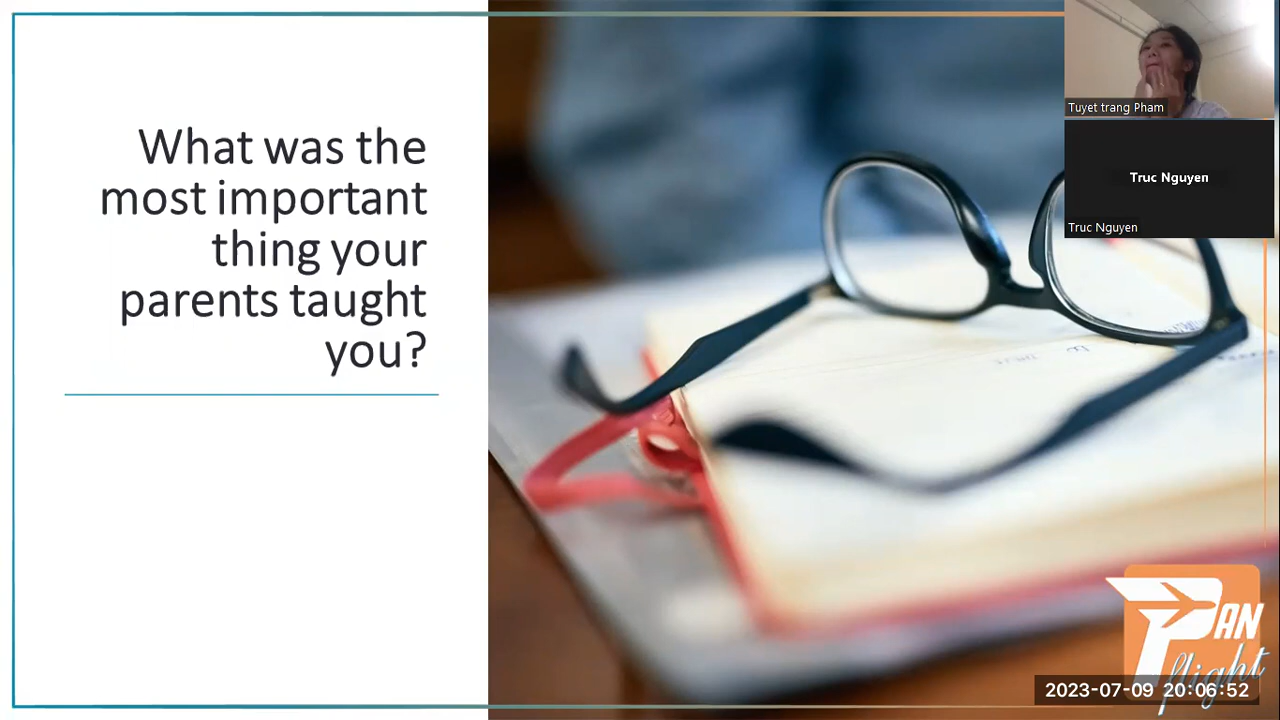 What was the
most important
thing your
parents taught
you?
Tuyet trang Pham
Truc Nguyen
Truc Nguyen
PAN
flight
2023-07-09 20:06:52